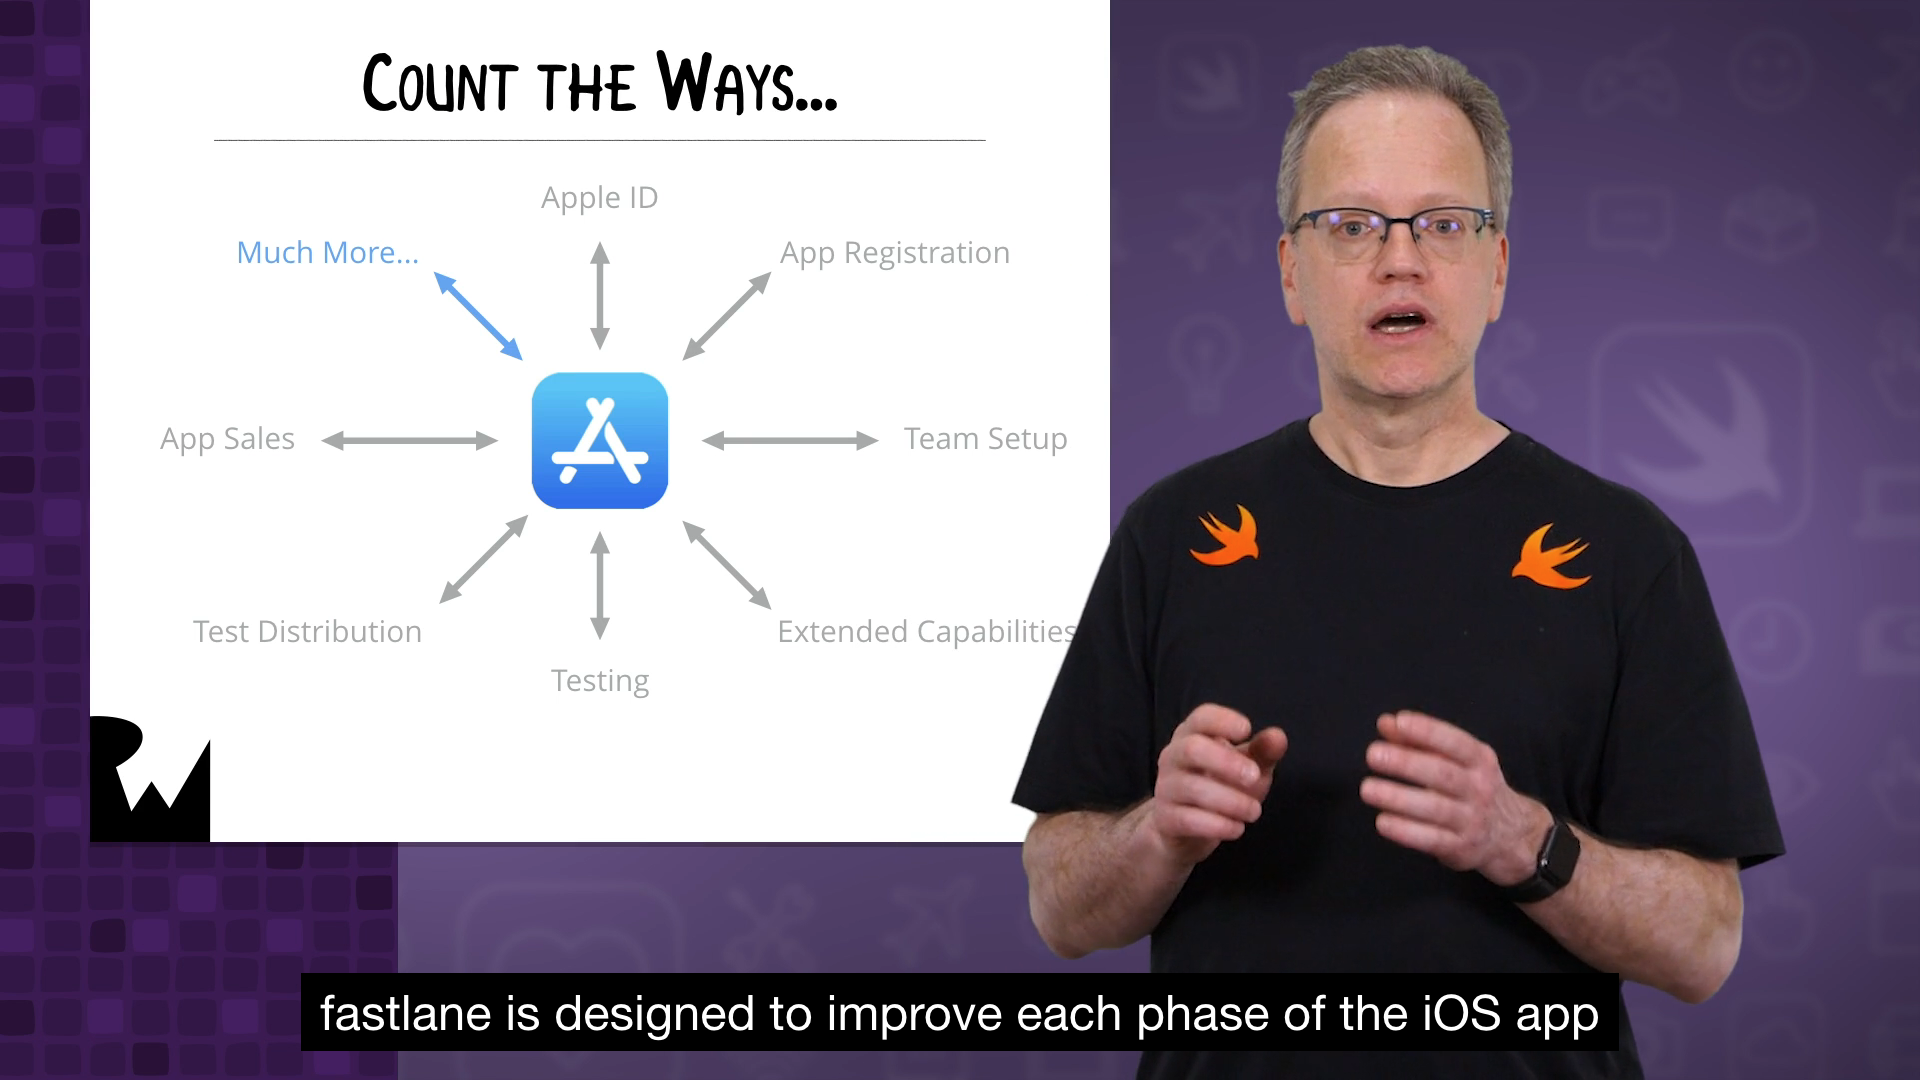 Count the Ways...
Apple ID
Much More...
App Registration
App Sales
Team Setup
Test Distribution
Extended Capabilities
Testing
RW
fastlane is designed to improve each phase of the iOS app